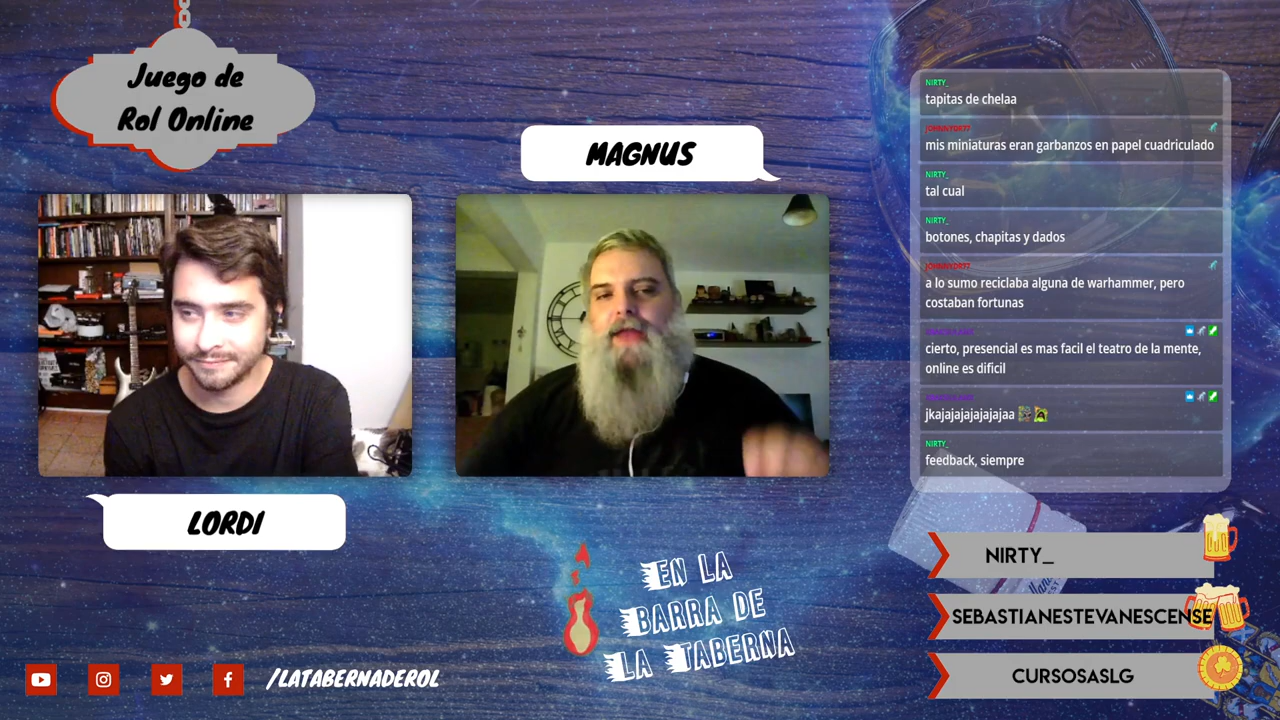 Juego de
Rol Online
MAGNUS
LORDI
NIRTY_
tapitas de chelaa
mis miniaturas eran garbanzos en papel cuadriculado
NIRTY_
tal cual
NIRTY_
botones, chapitas y dados
a lo sumo reciclaba alguna de warhammer, pero
costaban fortunas
cierto, presencial es mas facil el teatro de la mente,
online es dificil
jkajajajajajajaa
NIRTY_
feedback, siempre
NIRTY_
SEBASTIANESTEVANESCENSE
CURSOSASLG
EN LA
BARRA DE
LA TABERNA
/LATABERNADEROL